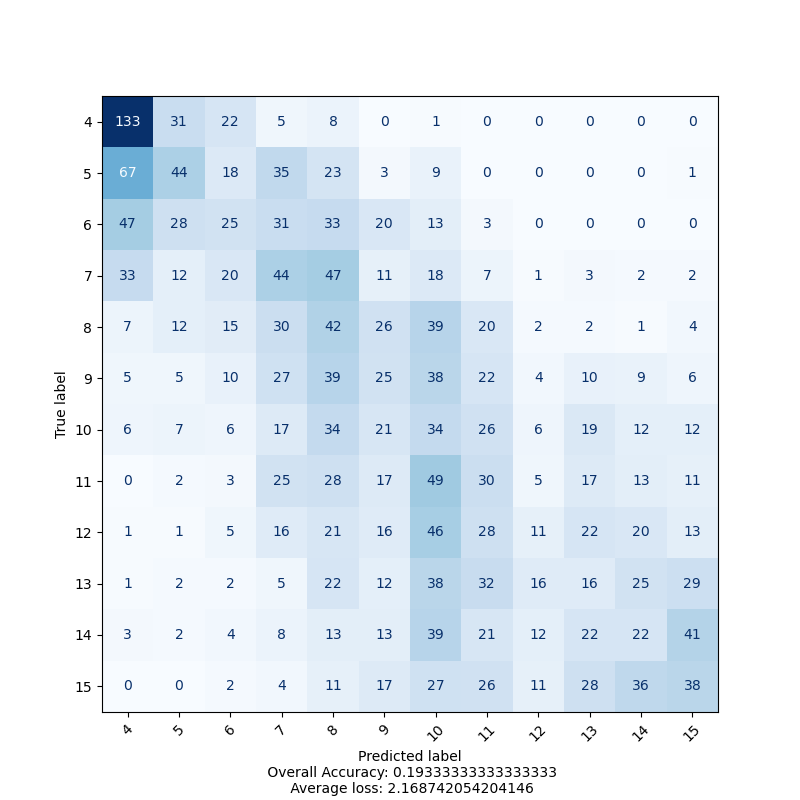 4 133 31 22 5 8 0 1 0 0 0 0 0
5 67 44 18 35 23 3 9 0 0 0 0 1
6 47 28 25 31 33 20 13 3 0 0 0 0
7 33 12 20 44 47 11 18 7 1 3 2 2
8 7 12 15 30 42 26 39 20 2 2 1 4
9 5 5 10 27 39 25 38 22 4 10 9 6
10 6 7 6 17 34 21 34 26 6 19 12 12
11 0 2 3 25 28 17 49 30 5 17 13 11
12 1 1 5 16 21 16 46 28 11 22 20 13
13 1 2 2 5 22 12 38 32 16 16 25 29
14 3 2 4 8 13 13 39 21 12 22 22 41
15 0 0 2 4 11 17 27 26 11 28 36 38
True label
4 5 6 7 8 9 10 11 12 13 14 15
Predicted label
Overall Accuracy: 0.19333333333333333
Average loss: 2.168742054204146